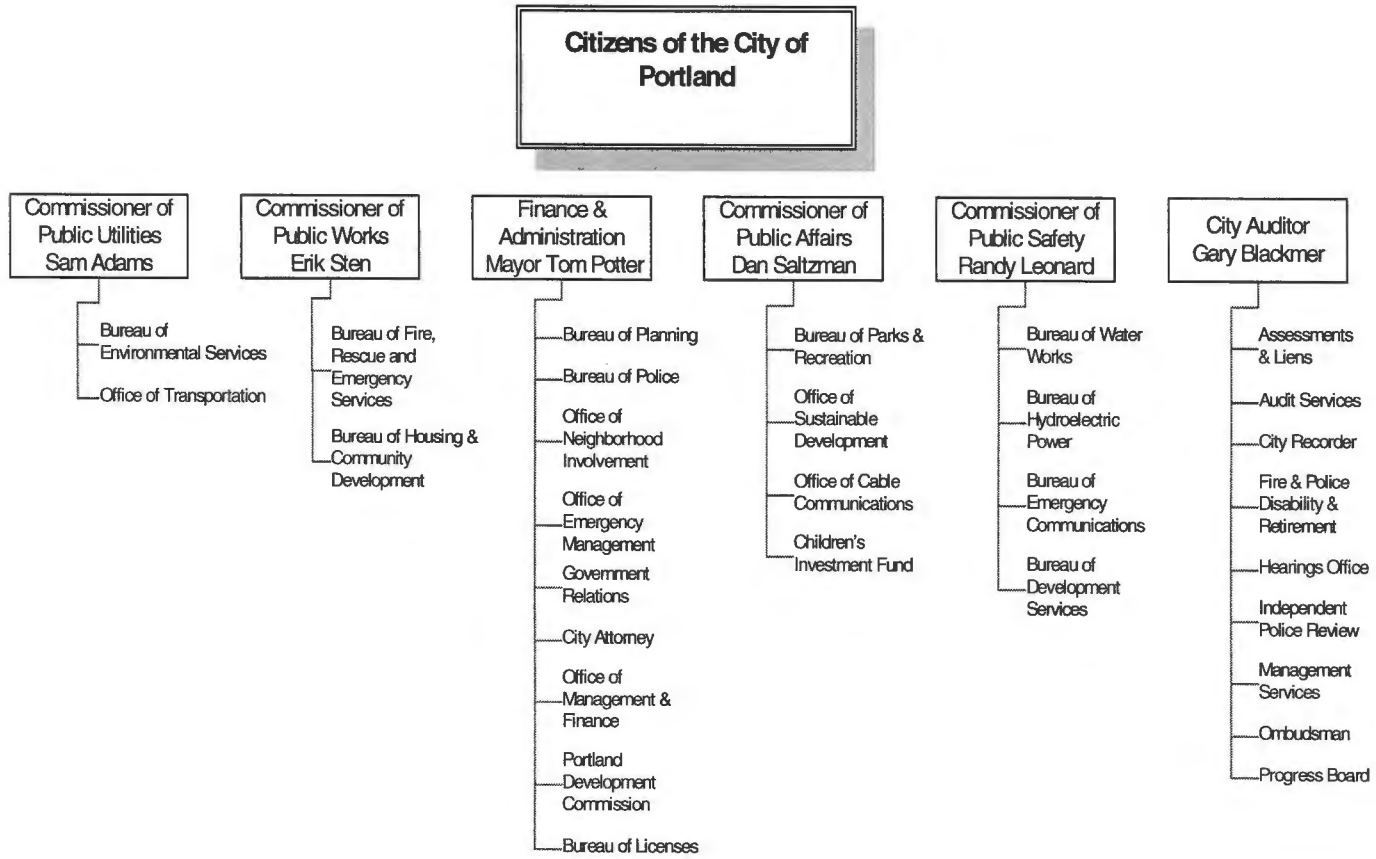 Citizens of the City of
Portland
Commissioner of
Public Utilities
Sam Adams
Bureau of
Environmental Services
Office of Transportation
Commissioner of
Public Works
Erik Sten
Bureau of Fire,
Rescue and
Emergency
Services
Bureau of Housing &
Community
Development
Finance &
Administration
Mayor Tom Potter
Bureau of Planning
Bureau of Police
Office of
Neighborhood
Involvement
Office of
Emergency
Management
Government
Relations
City Attorney
Office of
Management &
Finance
Portland
Development
Commission
Bureau of Licenses
Commissioner of
Public Affairs
Dan Saltzman
Bureau of Parks &
Recreation
Office of
Sustainable
Development
Office of Cable
Communications
Children's
Investment Fund
Commissioner of
Public Safety
Randy Leonard
Bureau of Water
Works
Bureau of
Hydroelectric
Power
Bureau of
Emergency
Communications
Bureau of
Development
Services
City Auditor
Gary Blackmer
Assessments
& Liens
Audit Services
City Recorder
Fire & Police
Disability &
Retirement
Hearings Office
Independent
Police Review
Management
Services
Ombudsman
Progress Board